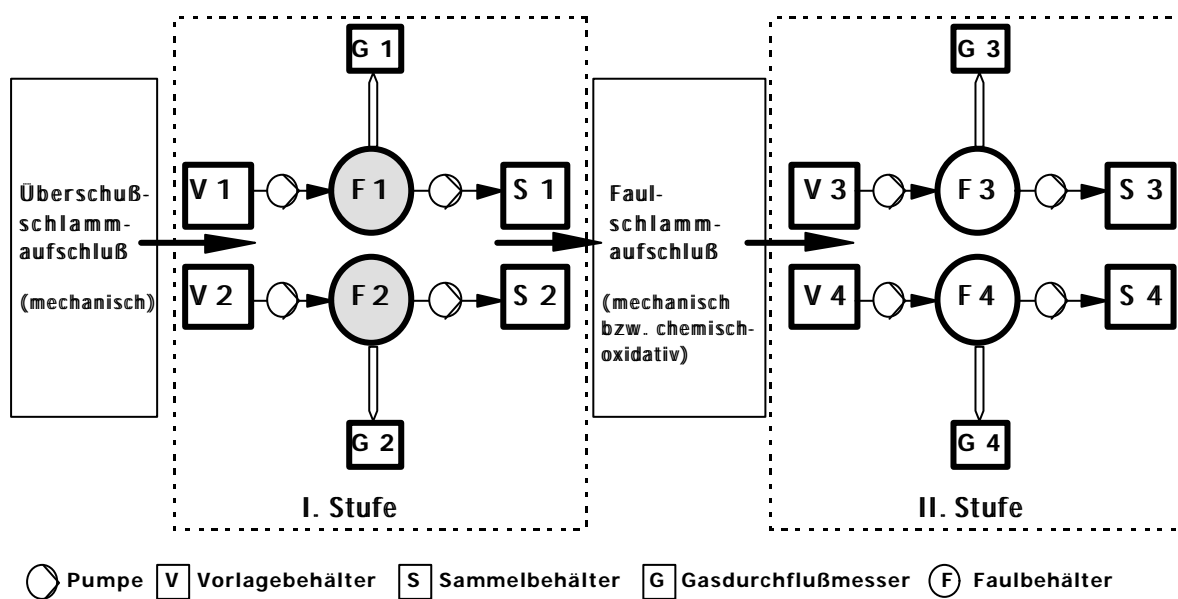 G 1
G 3
Überschuß-
schlamm-
aufschluß
(mechanisch)
V 1
F 1
S 1
V 2
F 2
S 2
G 2
I. Stufe
Faul-
schlamm-
aufschluß
(mechanisch
bzw. chemisch-
oxidativ)
V 3
F 3
S 3
V 4
F 4
S 4
G 4
II. Stufe
Pumpe V Vorlagebehälter S Sammelbehälter G Gasdurchflußmesser F Faulbehälter